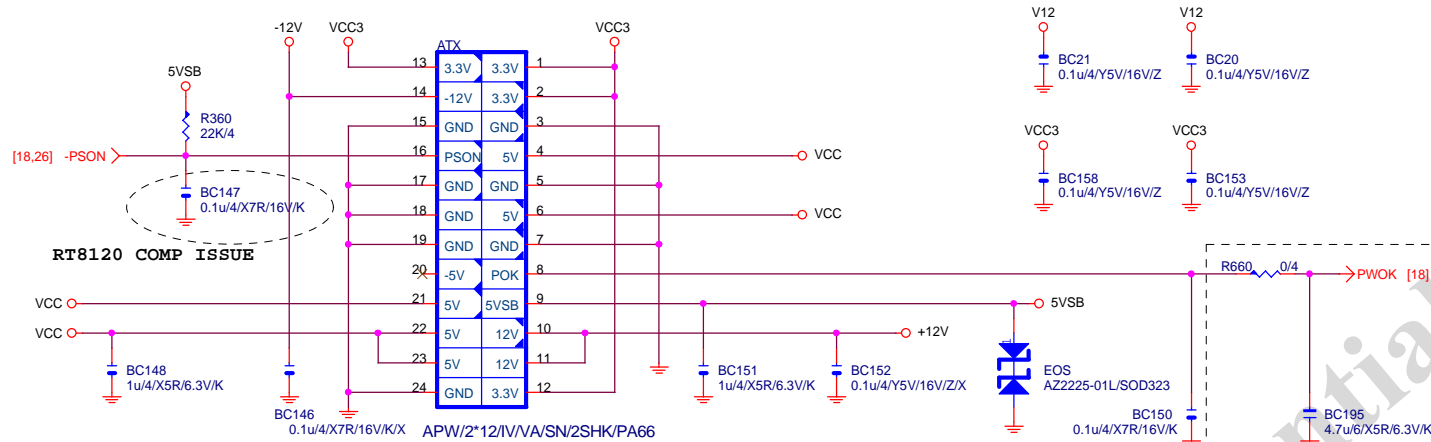 -12V
VCC3
VCC3
V12
V12
ATX
5VSB
R360
22K/4
[18,26] -PSON
BC147
0.1u/4/X7R/16V/K
RT8120 COMP ISSUE
13 3.3V 3.3V 1
14 -12V 3.3V 2
15 GND GND 3
16 PSON 5V 4
17 GND GND 5
18 GND 5V 6
19 GND GND 7
20 -5V POK 8
21 5V 5VSB 9
22 5V 12V 10
23 5V 12V 11
24 GND 3.3V 12
VCC
VCC
VCC
VCC
BC21
0.1u/4/Y5V/16V/Z
BC20
0.1u/4/Y5V/16V/Z
VCC3
VCC3
BC158
0.1u/4/Y5V/16V/Z
BC153
0.1u/4/Y5V/16V/Z
R660 0/4
PWOK [18]
5VSB
+12V
BC148
1u/4/X5R/6.3V/K
BC146
0.1u/4/X7R/16V/K/X
APW/2*12/IV/VA/SN/2SHK/PA66
BC151
1u/4/X5R/6.3V/K
BC152
0.1u/4/Y5V/16V/Z/X
1
EOS
AZ2225-01L/SOD323
BC150
0.1u/4/X7R/16V/K
BC195
4.7u/6/X5R/6.3V/K